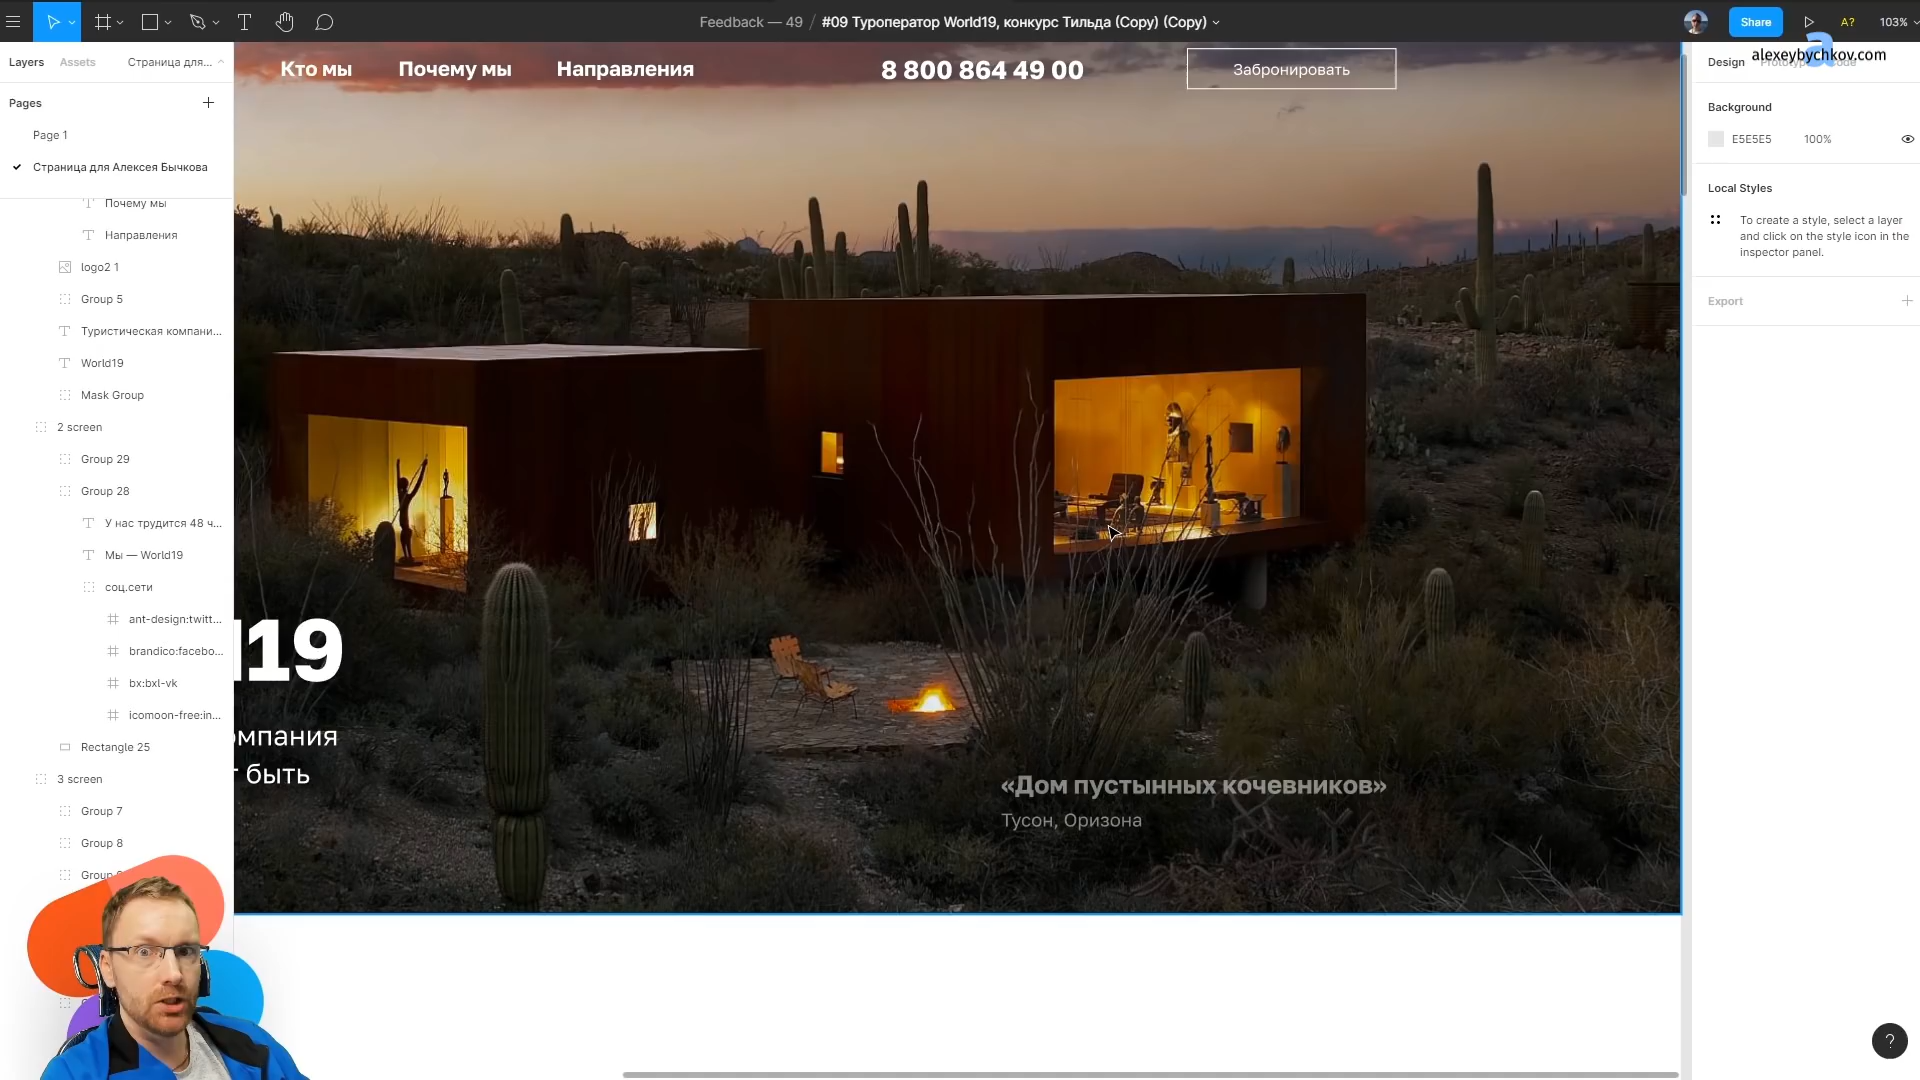 Feedback — 49 / #09 Туроператор World19, конкурс Тильда (Copy) (Copy)
Share
A?
103%
alexeybychkov.com
Layers
Assets
Страница для...
Design
Pages
Page 1
Страница для Алексея Бычкова
Почему мы
Направления
logo2 1
Group 5
Туристическая компани...
World19
Mask Group
2 screen
Group 29
Group 28
У нас трудится 48 ч...
Мы — World19
соц.сети
ant-design:twitt...
brandico:facebo...
bx:bxl-vk
icomoon-free:in...
Rectangle 25
3 screen
Group 7
Group 8
Group
Кто мы
Почему мы
Направления
8 800 864 49 00
Забронировать
d19
омпания
т быть
«Дом пустынных кочевников»
Тусон, Оризона
Background
E5E5E5
100%
Local Styles
To create a style, select a layer
and click on the style icon in the
inspector panel.
Export
?